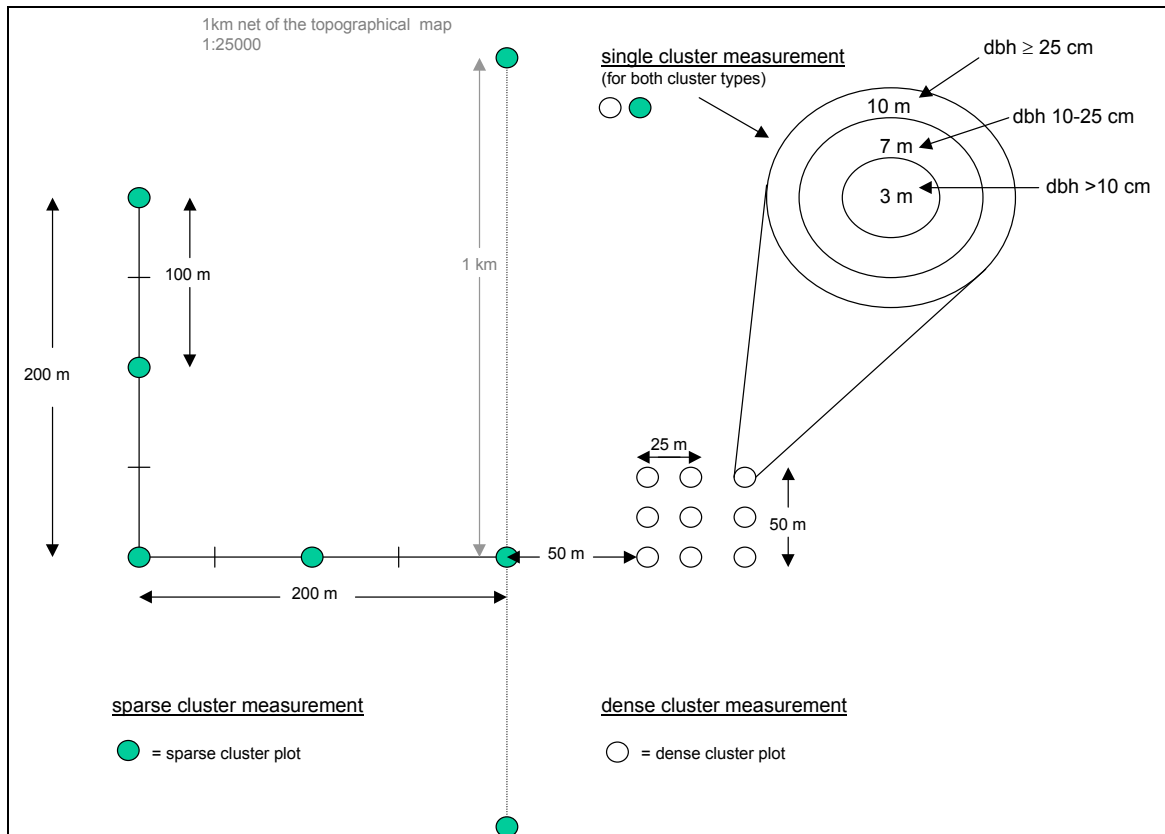 1km net of the topographical map
1:25000
single cluster measurement
(for both cluster types)
dbh ≥ 25 cm
10 m
dbh 10-25 cm
7 m
3 m
dbh >10 cm
1 km
100 m
200 m
25 m
50 m
50 m
200 m
sparse cluster measurement
= sparse cluster plot
dense cluster measurement
= dense cluster plot